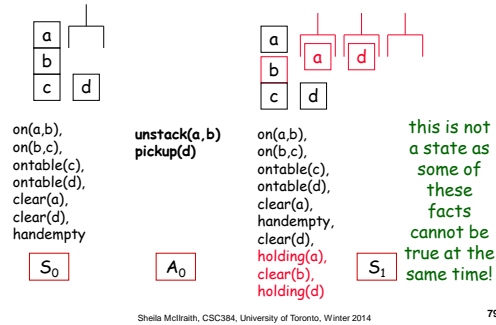 a
b
c
d
a
b
c
d
a
d
on(a,b),
on(b,c),
ontable(c),
ontable(d),
clear(a),
clear(d),
handempty
S0
unstack(a,b)
pickup(d)
A0
on(a,b),
on(b,c),
ontable(c),
ontable(d),
clear(a),
handempty,
clear(d),
holding(a),
clear(b),
holding(d)
S1
this is not
a state as
some of
these
facts
cannot be
true at the
same time!
Sheila McIlraith, CSC384, University of Toronto, Winter 2014
79